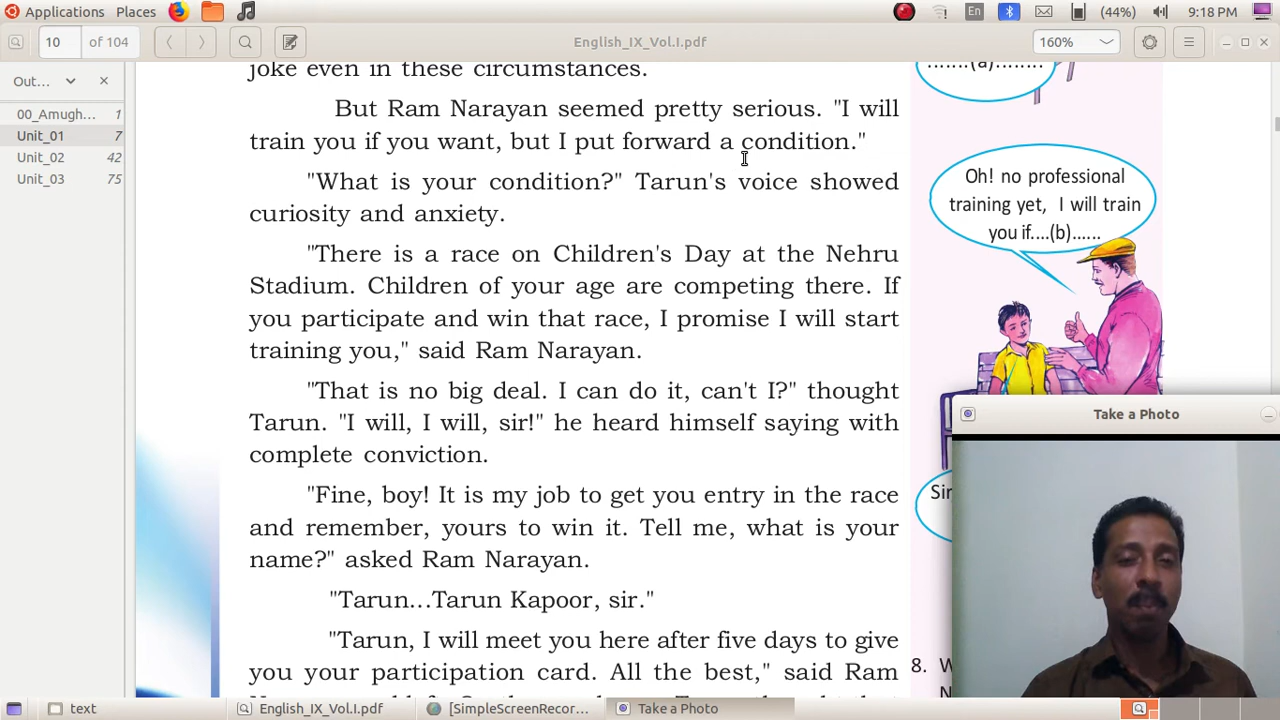 Applications Places En (44%) 9:18 PM
10 of 104 English_IX_Vol.I.pdf 160%
Out...
00_Amugh... 1
Unit_01 7
Unit_02 42
Unit_03 75
joke even in these circumstances.
But Ram Narayan seemed pretty serious. "I will
train you if you want, but I put forward a condition."
"What is your condition?" Tarun's voice showed
curiosity and anxiety.
"There is a race on Children's Day at the Nehru
Stadium. Children of your age are competing there. If
you participate and win that race, I promise I will start
training you," said Ram Narayan.
"That is no big deal. I can do it, can't I?" thought
Tarun. "I will, I will, sir!" he heard himself saying with
complete conviction.
"Fine, boy! It is my job to get you entry in the race
and remember, yours to win it. Tell me, what is your
name?" asked Ram Narayan.
"Tarun...Tarun Kapoor, sir."
"Tarun, I will meet you here after five days to give
you your participation card. All the best," said Ram
.......(a)........
Oh! no professional
training yet, I will train
you if....(b)......
Sir
8. W
Take a Photo
text English_IX_Vol.I.pdf [SimpleScreenRecor... Take a Photo